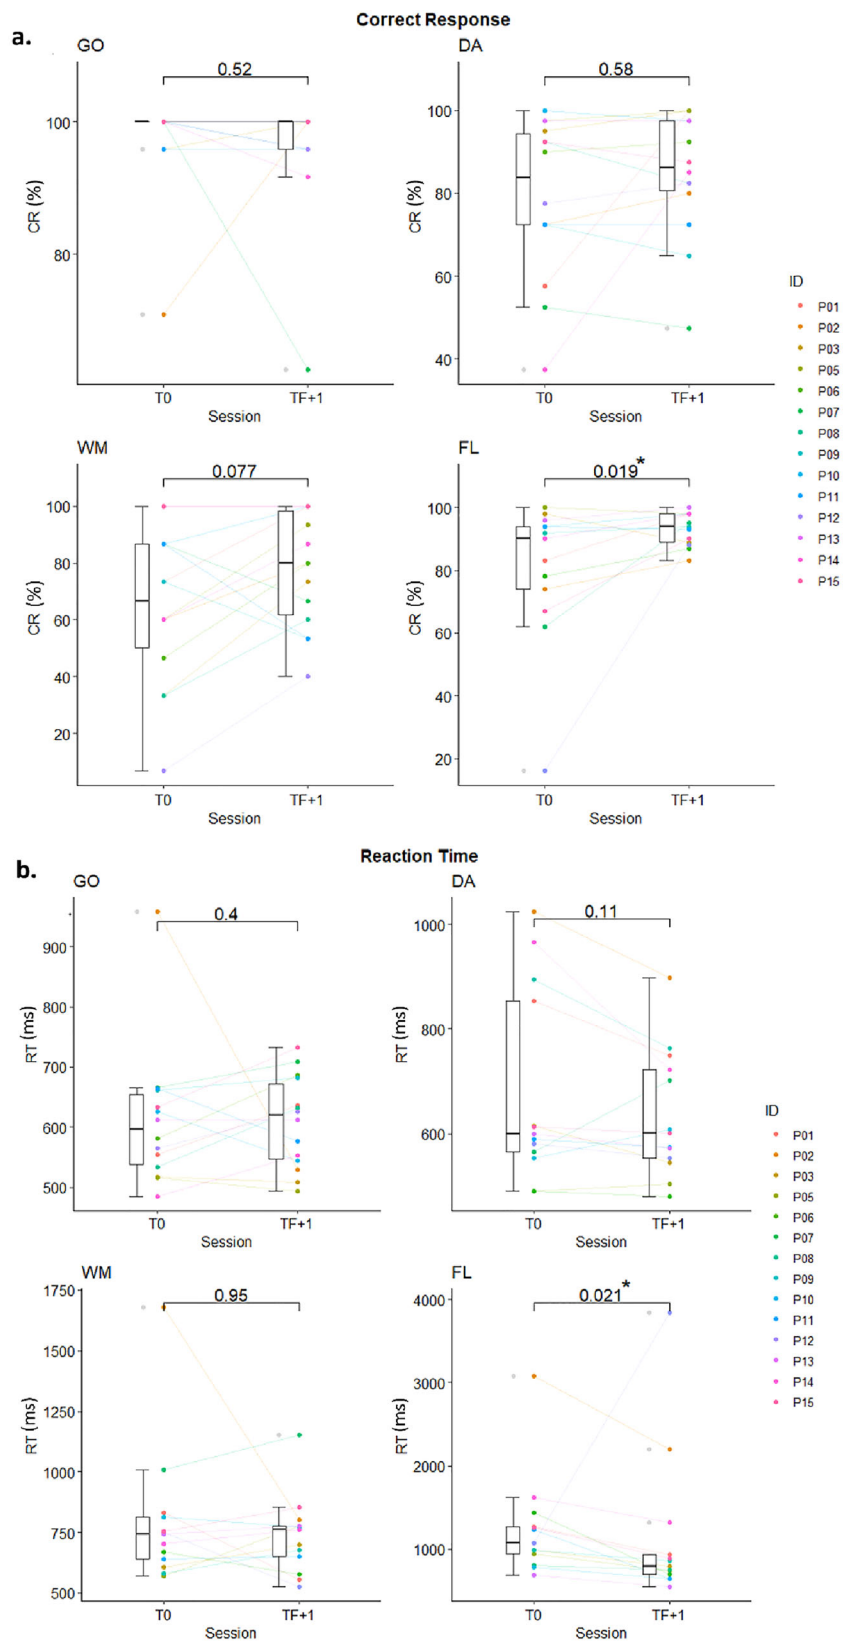 Correct Response
a.
GO
0.52
100
80
CR (%)
T0
TF+1
Session
DA
0.58
100
80
60
40
CR (%)
T0
TF+1
Session
WM
0.077
100
80
60
40
20
CR (%)
T0
TF+1
Session
FL
0.019*
100
80
60
40
20
CR (%)
T0
TF+1
Session
ID
P01
P02
P03
P05
P06
P07
P08
P09
P10
P11
P12
P13
P14
P15
Reaction Time
b.
GO
0.4
900
800
700
600
500
RT (ms)
T0
TF+1
Session
DA
0.11
1000
800
600
RT (ms)
T0
TF+1
Session
WM
0.95
1750
1500
1250
1000
750
500
RT (ms)
T0
TF+1
Session
FL
0.021*
4000
3000
2000
1000
RT (ms)
T0
TF+1
Session
ID
P01
P02
P03
P05
P06
P07
P08
P09
P10
P11
P12
P13
P14
P15